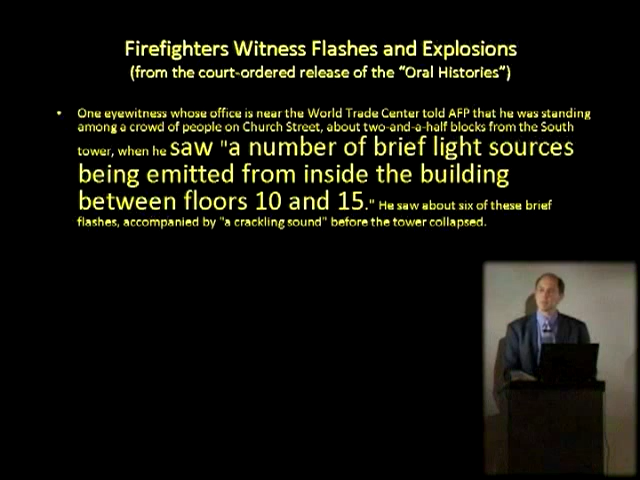 Firefighters Witness Flashes and Explosions
(from the court-ordered release of the “Oral Histories”)
• One eyewitness whose office is near the World Trade Center told AFP that he was standing
among a crowd of people on Church Street, about two-and-a-half blocks from the South
tower, when he saw "a number of brief light sources
being emitted from inside the building
between floors 10 and 15." He saw about six of these brief
flashes, accompanied by "a crackling sound" before the tower collapsed.